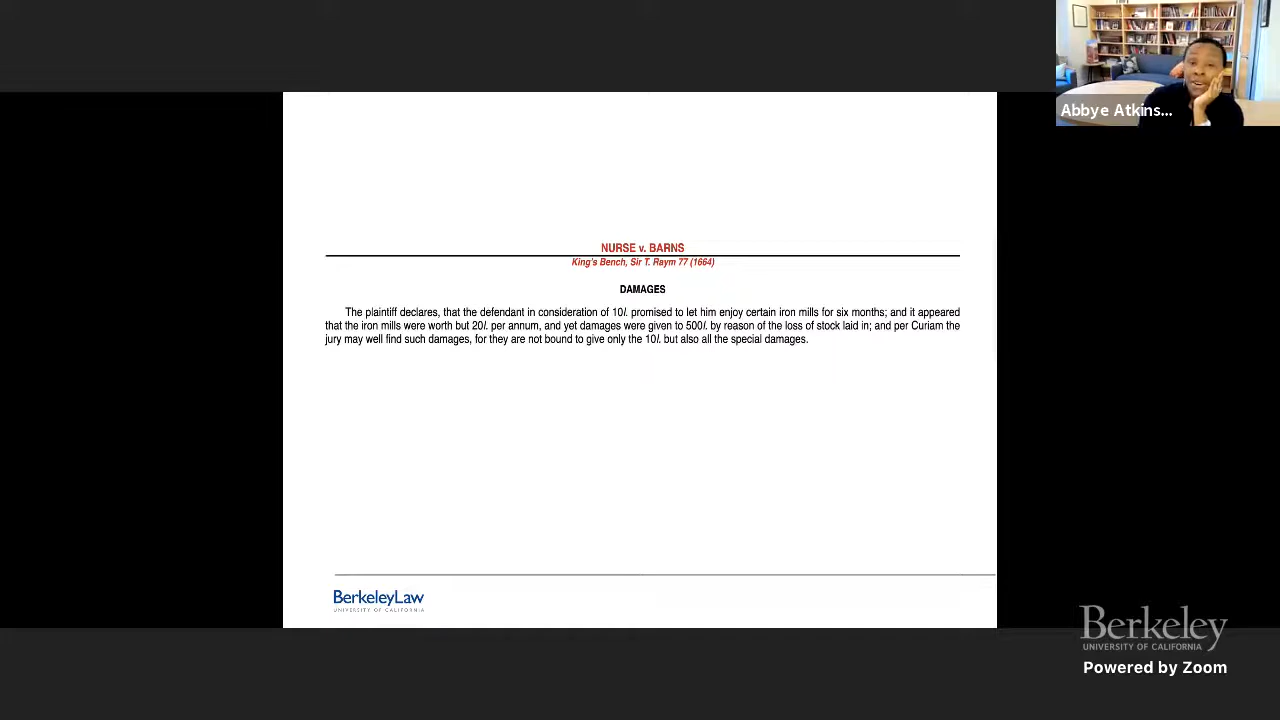 Abbye Atkins...
NURSE v. BARNS
King's Bench, Sir T. Raym 77 (1664)
DAMAGES
The plaintiff declares, that the defendant in consideration of 10l. promised to let him enjoy certain iron mills for six months; and it appeared
that the iron mills were worth but 20l. per annum, and yet damages were given to 500l. by reason of the loss of stock laid in; and per Curiam the
jury may well find such damages, for they are not bound to give only the 10l. but also all the special damages.
BerkeleyLaw
UNIVERSITY OF CALIFORNIA
Berkeley
UNIVERSITY OF CALIFORNIA
Powered by Zoom